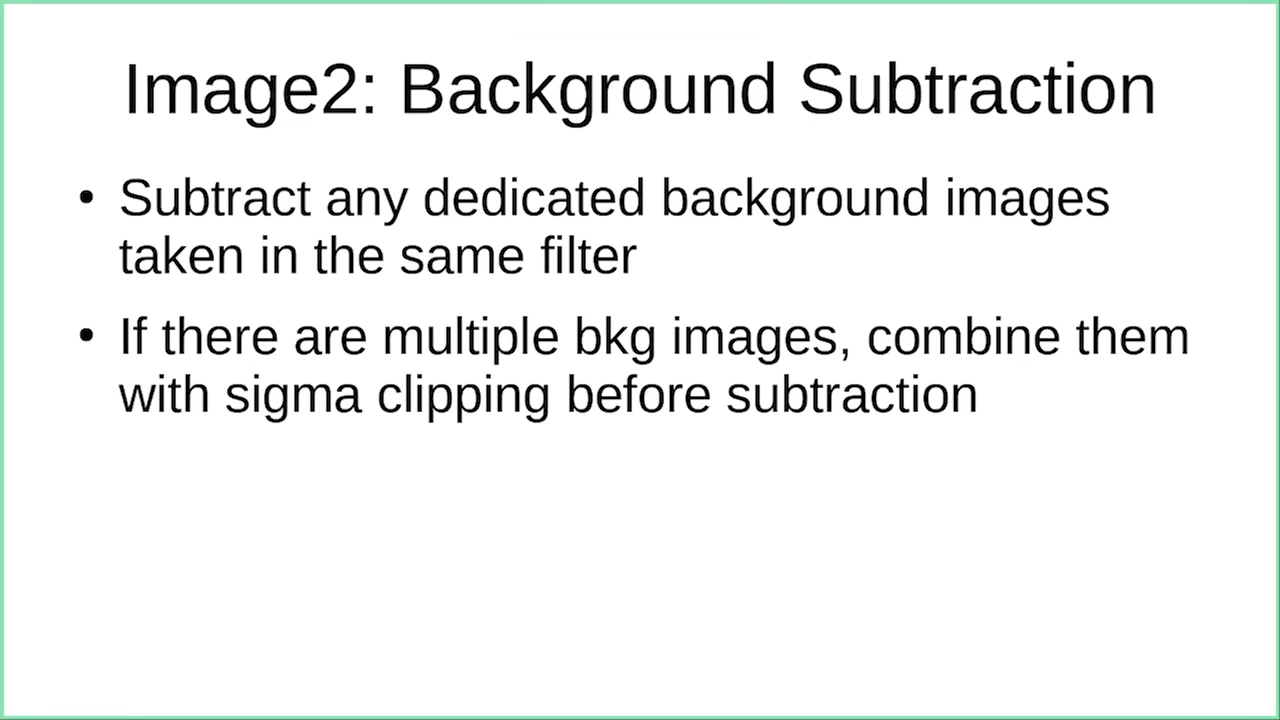 Image2: Background Subtraction
• Subtract any dedicated background images
taken in the same filter
• If there are multiple bkg images, combine them
with sigma clipping before subtraction